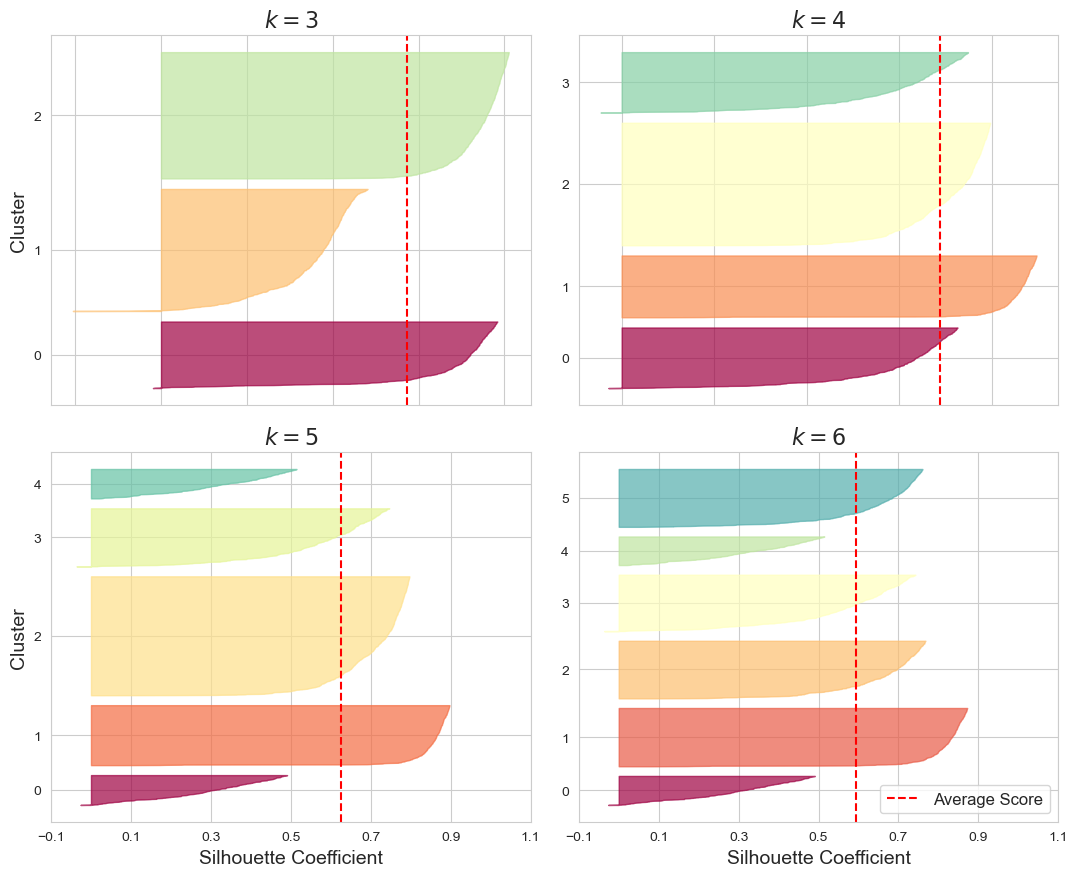 k = 3
k = 4
Cluster
2
1
0
3
2
1
0
k = 5
k = 6
Cluster
4
3
2
1
0
5
4
3
2
1
0
Average Score
−0.1 0.1 0.3 0.5 0.7 0.9 1.1
−0.1 0.1 0.3 0.5 0.7 0.9 1.1
Silhouette Coefficient
Silhouette Coefficient